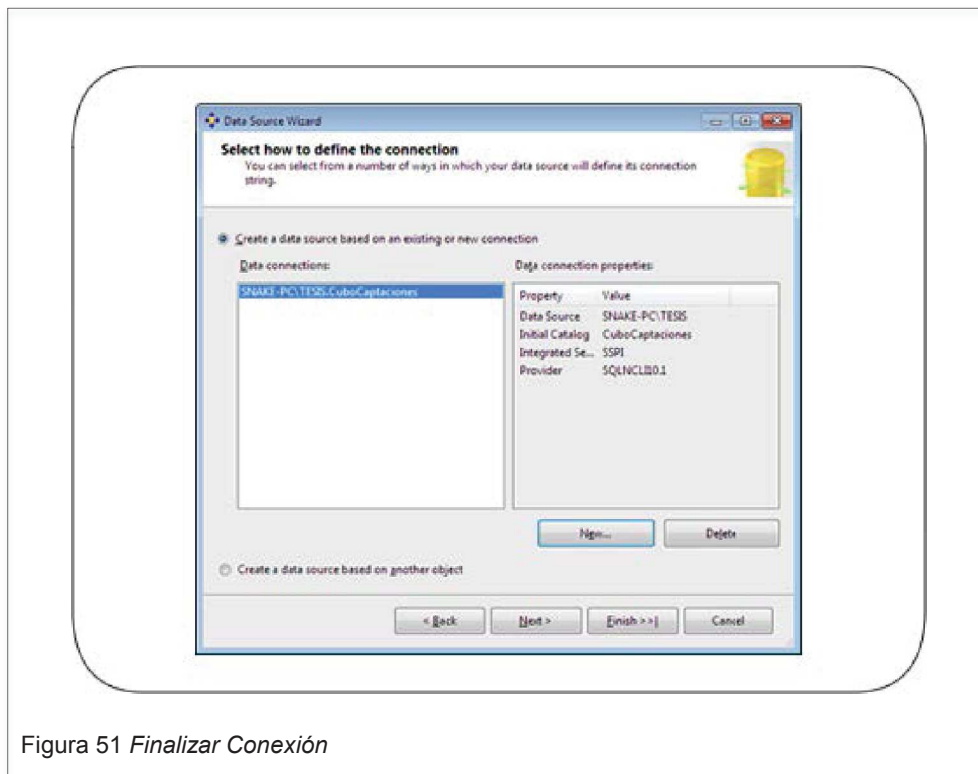 Data Source Wizard
Select how to define the connection
You can select from a number of ways in which your data source will define its connection
string.
Create a data source based on an existing or new connection
Data connections:
Data connection properties:
SNAKE-PC\TESIS.CuboCaptaciones
Property Value
Data Source SNAKE-PC\TESIS
Initial Catalog CuboCaptaciones
Integrated Se... SSPI
Provider SQLNCLI10.1
New...
Delete
Create a data source based on another object
< Back
Next >
Finish >>|
Cancel
Figura 51 Finalizar Conexión